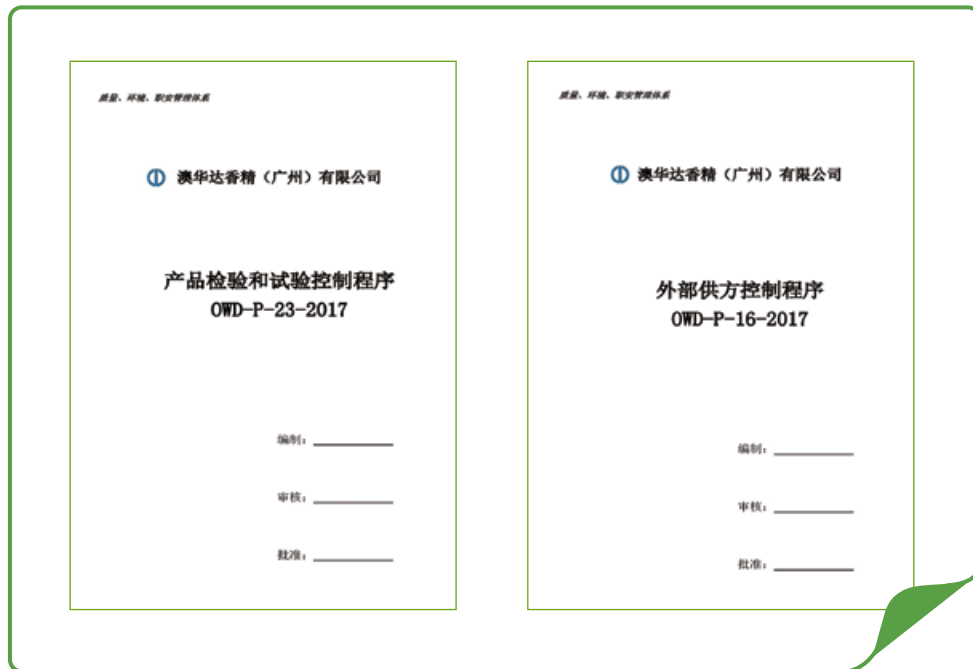 质量、环境、职安管理体系
澳华达香精（广州）有限公司
产品检验和试验控制程序
OWD-P-23-2017
编制：
审核：
批准：
质量、环境、职安管理体系
澳华达香精（广州）有限公司
外部供方控制程序
OWD-P-16-2017
编制：
审核：
批准：